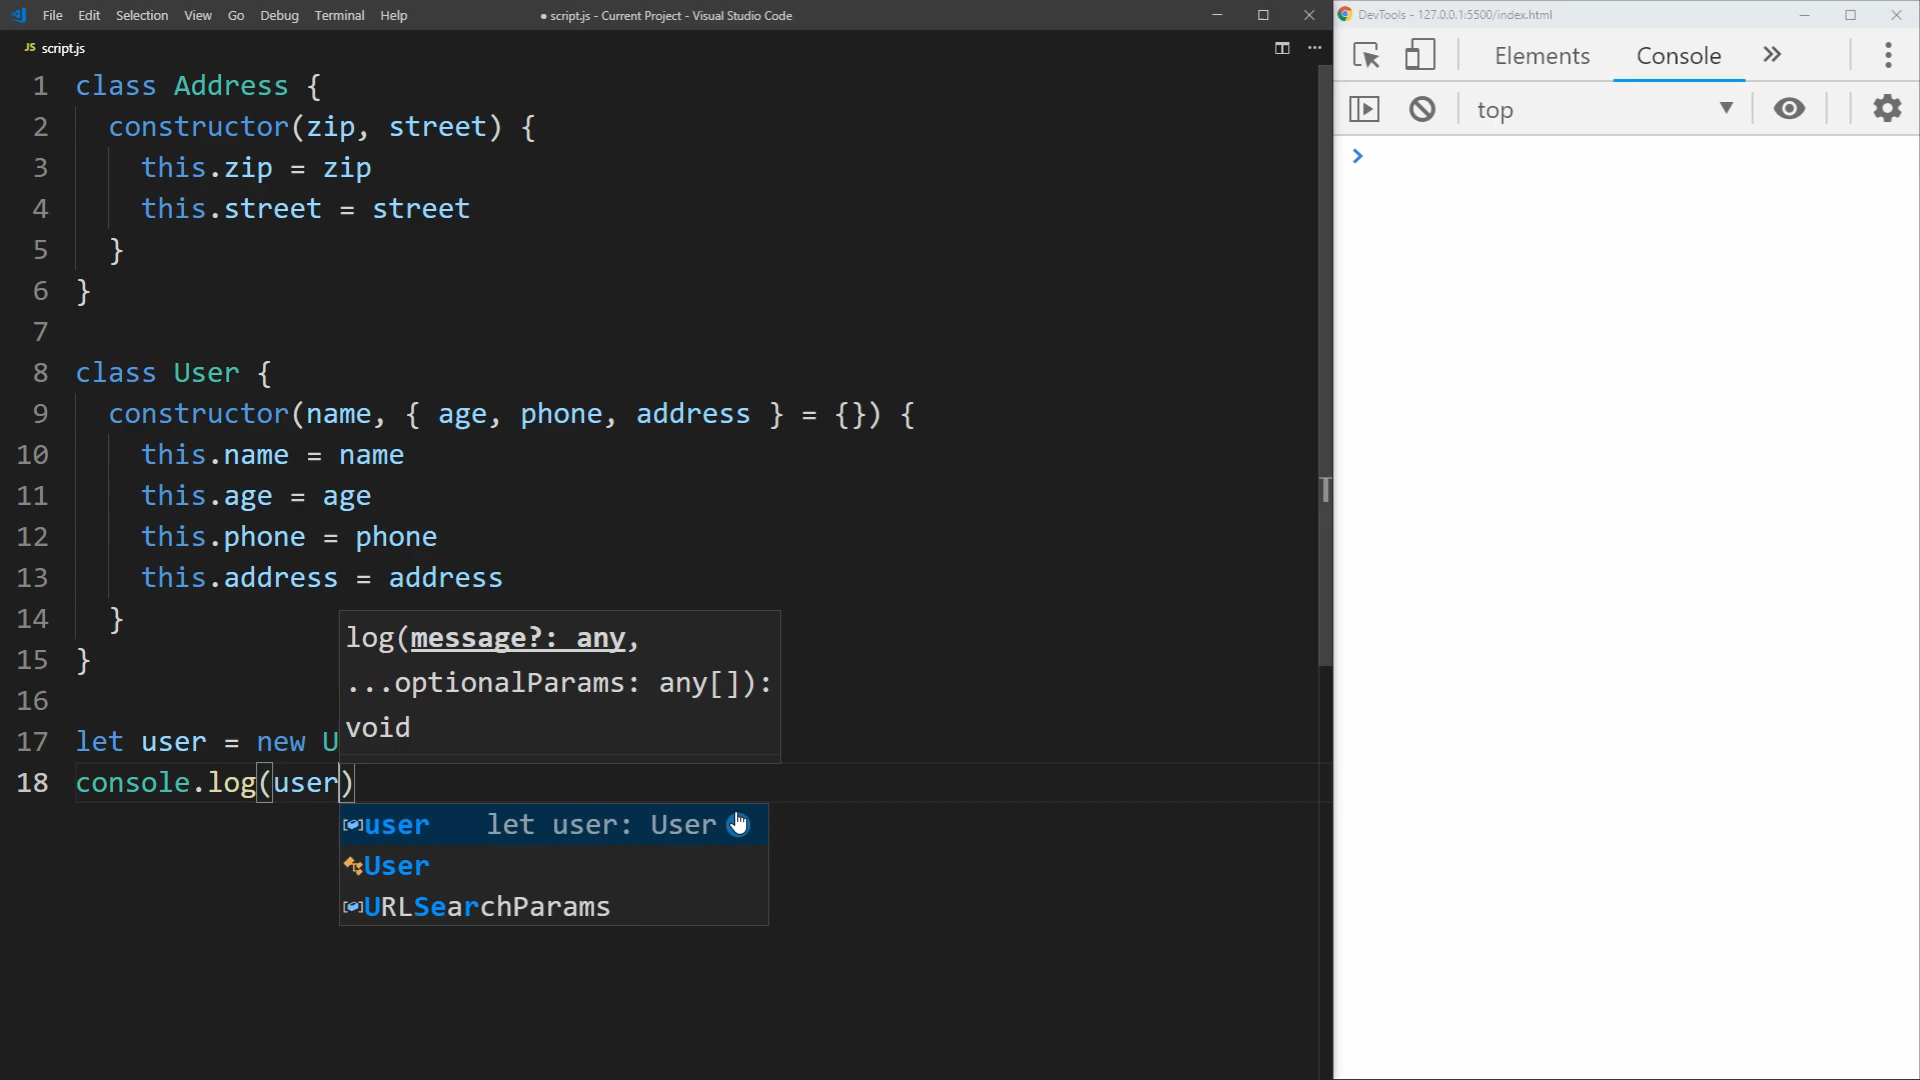 File Edit Selection View Go Debug Terminal Help
● script.js - Current Project - Visual Studio Code
DevTools - 127.0.0.1:5500/index.html
JS script.js
Elements Console
top
1 class Address {
2 constructor(zip, street) {
3 this.zip = zip
4 this.street = street
5 }
6 }
7
8 class User {
9 constructor(name, { age, phone, address } = {}) {
10 this.name = name
11 this.age = age
12 this.phone = phone
13 this.address = address
14 }
15 }
16
17 let user = new U
18 console.log(user)
log(message?: any,
...optionalParams: any[]):
void
user let user: User
User
URLSearchParams